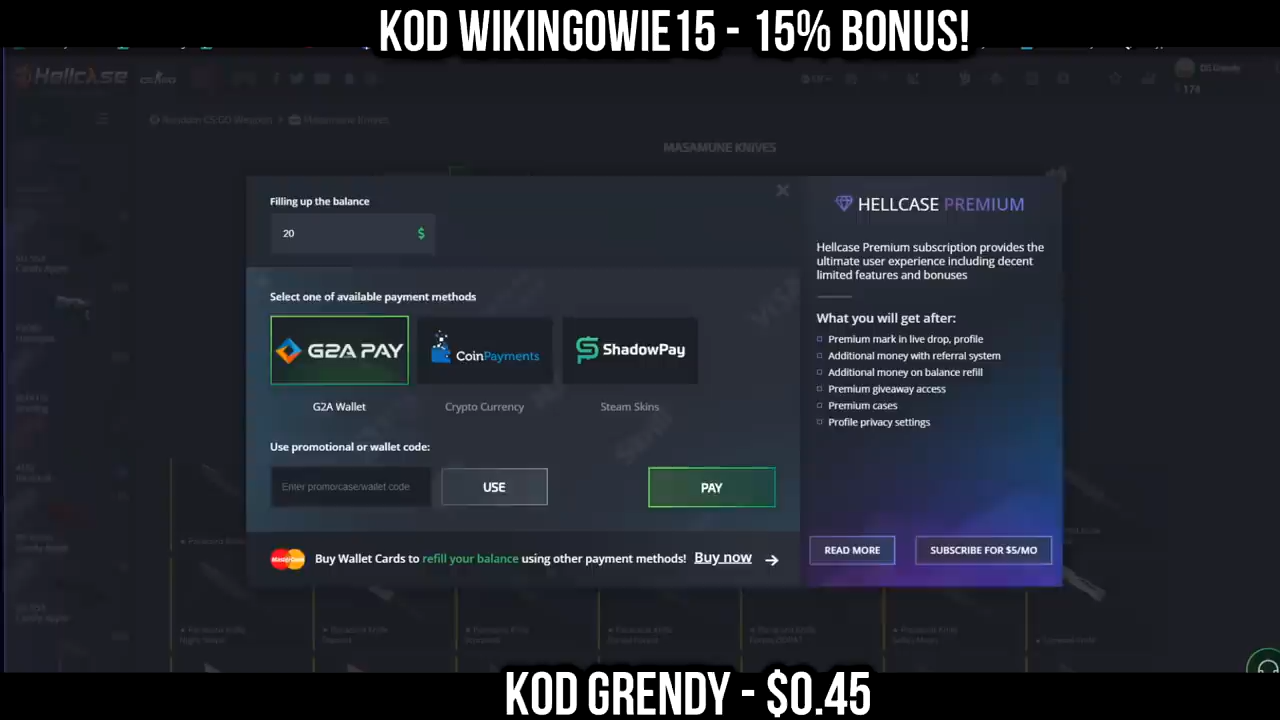 KOD WIKINGOWIE15 - 15% BONUS!
Hellcase
174
MASAMUNE KNIVES
Filling up the balance
20 $
Select one of available payment methods
G2A PAY
CoinPayments
ShadowPay
G2A Wallet
Crypto Currency
Steam Skins
Use promotional or wallet code:
Enter promo/case/wallet code
USE
PAY
Buy Wallet Cards to refill your balance using other payment methods! Buy now
HELLCASE PREMIUM
Hellcase Premium subscription provides the
ultimate user experience including decent
limited features and bonuses
What you will get after:
Premium mark in live drop, profile
Additional money with referral system
Additional money on balance refill
Premium giveaway access
Premium cases
Profile privacy settings
READ MORE
SUBSCRIBE FOR $5/MO
KOD GRENDY - $0.45